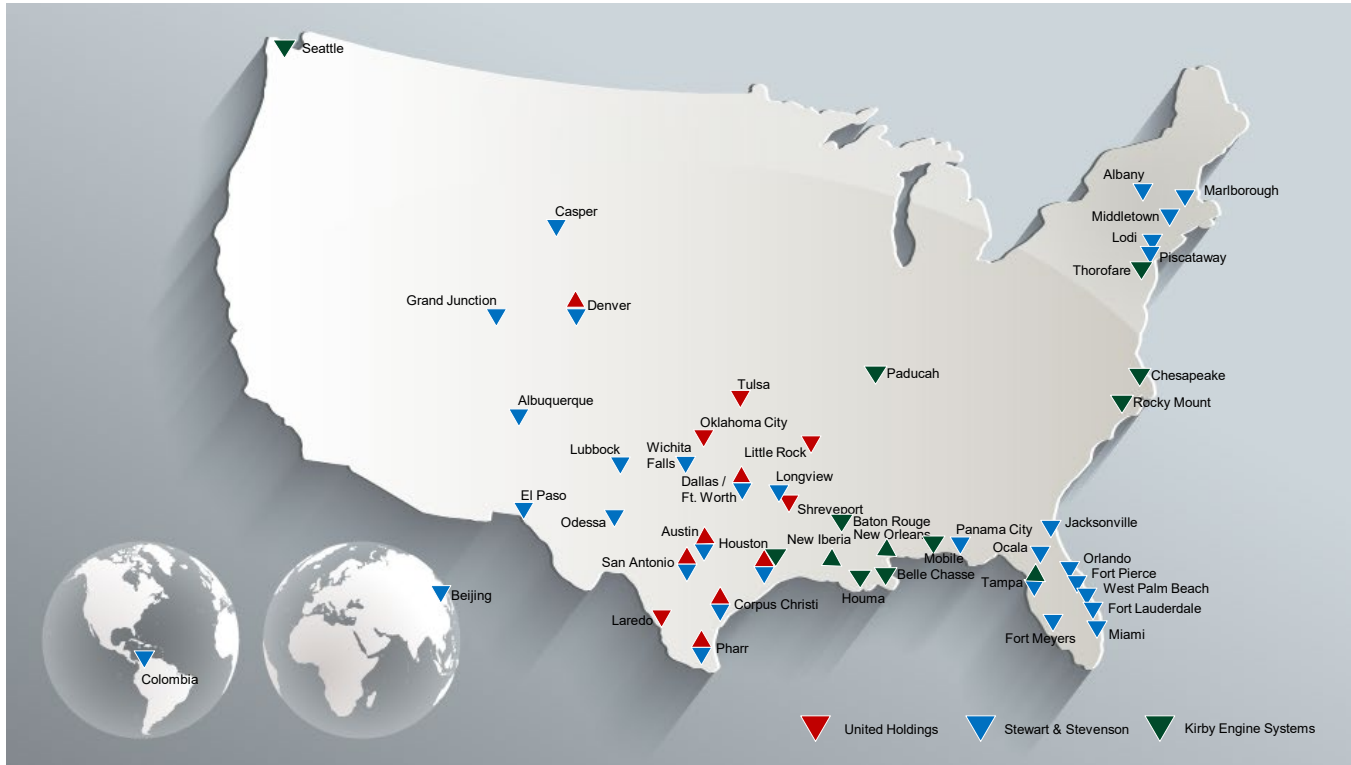 Seattle
Albany
Marlborough
Middletown
Casper
Lodi
Piscataway
Thorofare
Grand Junction
Denver
Paducah
Chesapeake
Tulsa
Albuquerque
Rocky Mount
Oklahoma City
Wichita
Falls
Lubbock
Little Rock
Dallas /
Ft. Worth
Longview
El Paso
Shreveport
Odessa
Baton Rouge
Jacksonville
Austin
Houston
New Iberia
New Orleans
Panama City
Mobile
Ocala
San Antonio
Orlando
Belle Chasse
Fort Pierce
Tampa
West Palm Beach
Beijing
Houma
Corpus Christi
Fort Lauderdale
Laredo
Fort Meyers
Miami
Pharr
Colombia
United Holdings
Stewart & Stevenson
Kirby Engine Systems